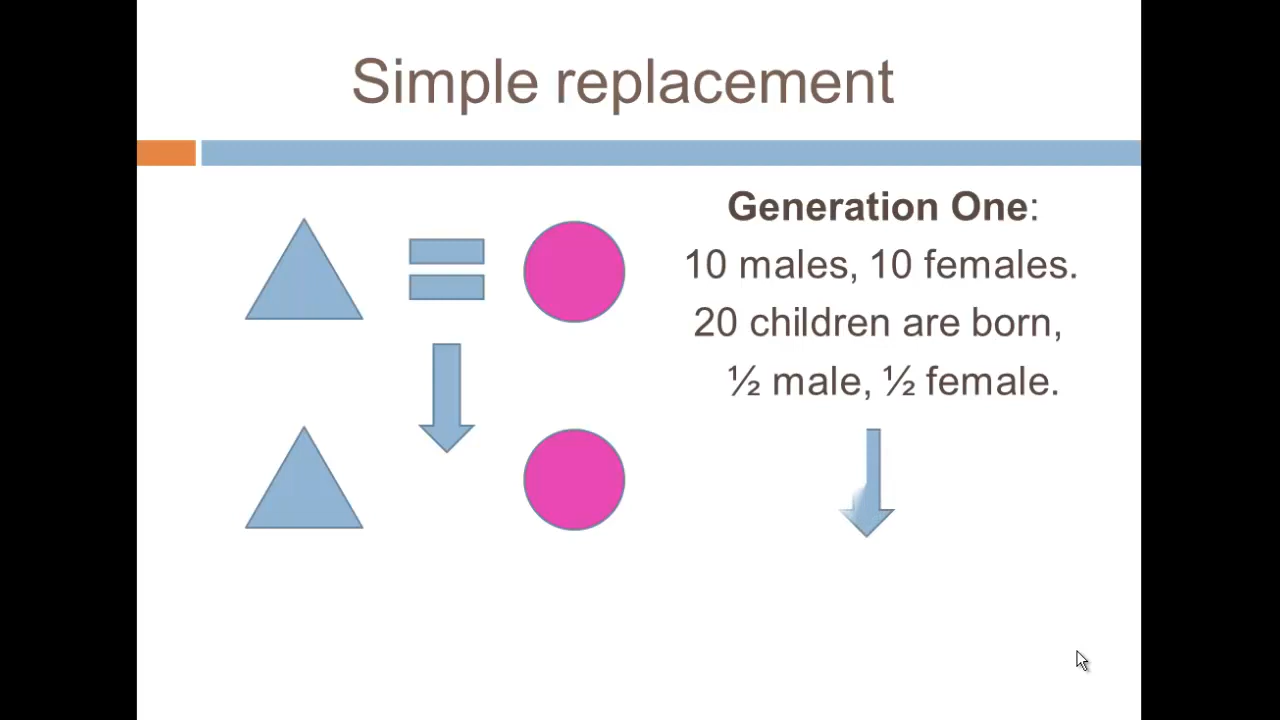 Simple replacement
Generation One:
10 males, 10 females.
20 children are born,
½ male, ½ female.